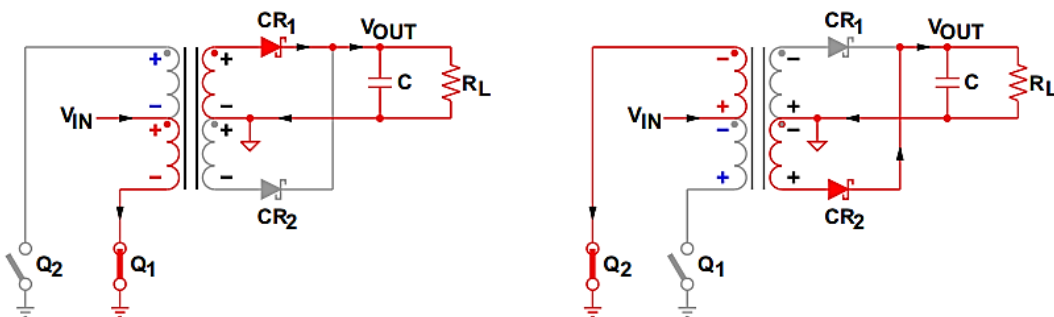 CR1
VOUT
+
+
C
RL
-
-
VIN
+
+
-
-
CR2
Q2
Q1
CR1
VOUT
-
-
C
RL
+
+
VIN
-
-
+
+
CR2
Q2
Q1